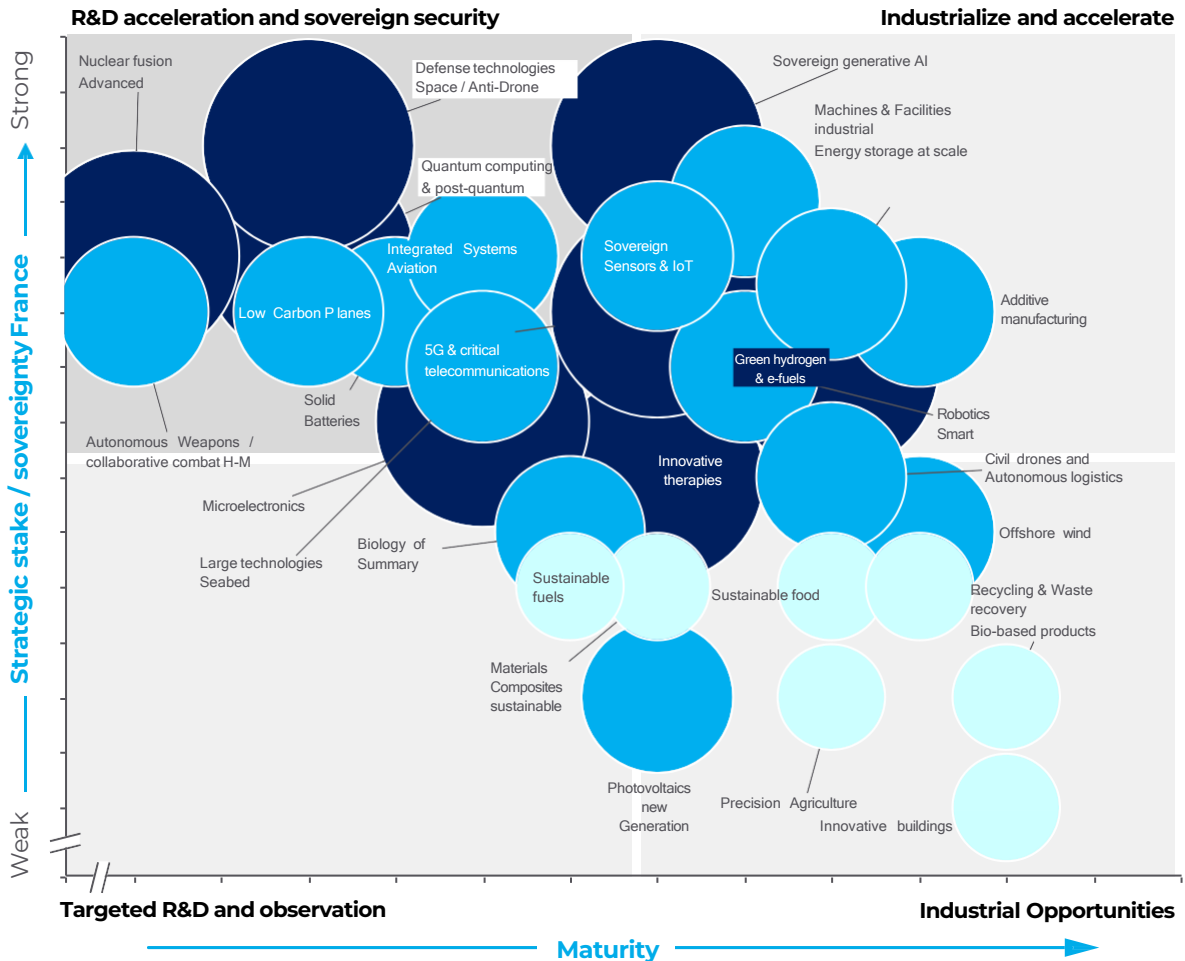 R&D acceleration and sovereign security
Industrialize and accelerate
Strong
Strategic stake / sovereignty France
Weak
Nuclear fusion
Advanced
Defense technologies
Space / Anti-Drone
Sovereign generative AI
Machines & Facilities
industrial
Energy storage at scale
Quantum computing
& post-quantum
Integrated Systems
Aviation
Sovereign
Sensors & IoT
Low Carbon Planes
Additive
manufacturing
5G & critical
telecommunications
Green hydrogen
& e-fuels
Solid
Batteries
Robotics
Smart
Autonomous Weapons /
collaborative combat H-M
Innovative
therapies
Civil drones and
Autonomous logistics
Microelectronics
Large technologies
Seabed
Biology of
Summary
Offshore wind
Sustainable
fuels
Sustainable food
Recycling & Waste
recovery
Bio-based products
Materials
Composites
sustainable
Photovoltaics
new
Generation
Precision Agriculture
Innovative buildings
Targeted R&D and observation
Industrial Opportunities
Maturity